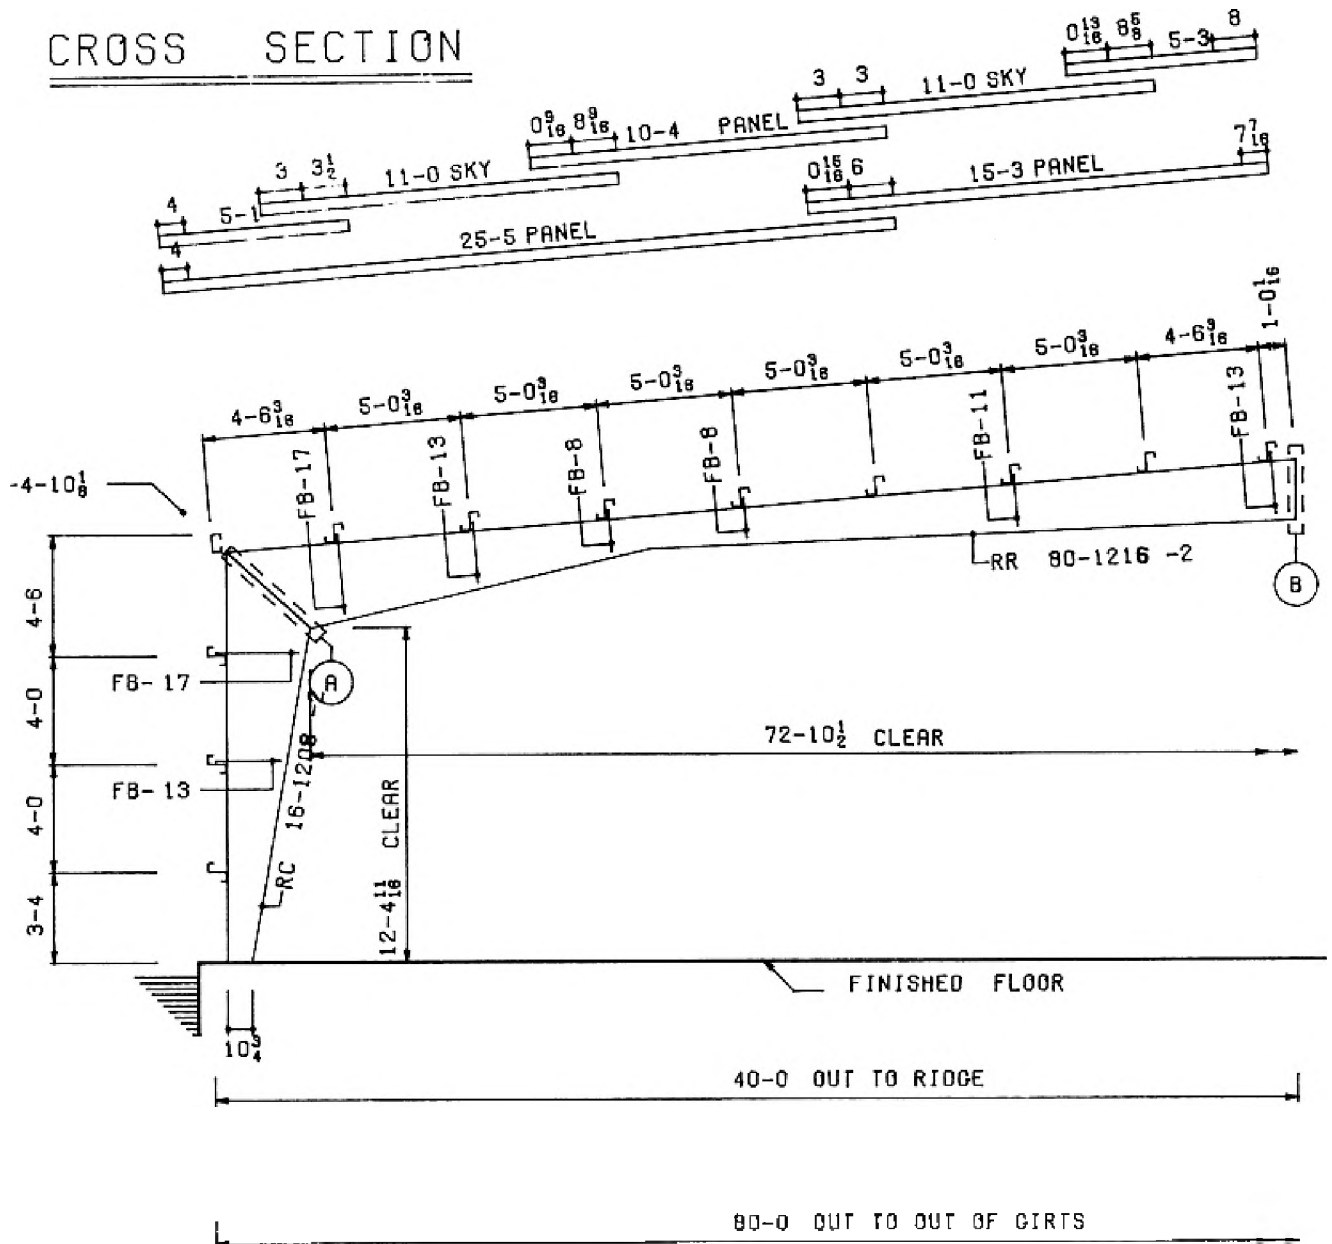 CROSS SECTION
0 13/16 8 5/8 5-3 8
3 3 11-0 SKY
0 9/16 8 9/16 10-4 PANEL
3 3 1/2 11-0 SKY
4 5-1
0 15/16 6 15-3 PANEL 7 7/16
4 25-5 PANEL
4-6 3/16 5-0 3/16 5-0 3/16 5-0 3/16 5-0 3/16 5-0 3/16 5-0 3/16 4-6 3/16 1-0 1/16
-4-10 1/8
FB-17 FB-13 FB-8 FB-8 FB-11 FB-13
RR 80-1216 -2
B
4-6
A
FB-17
4-0
72-10 1/2 CLEAR
FB-13
4-0
RC 16-1208
12-4 11/16 CLEAR
3-4
FINISHED FLOOR
10 3/4
40-0 OUT TO RIDGE
80-0 OUT TO OUT OF GIRTS